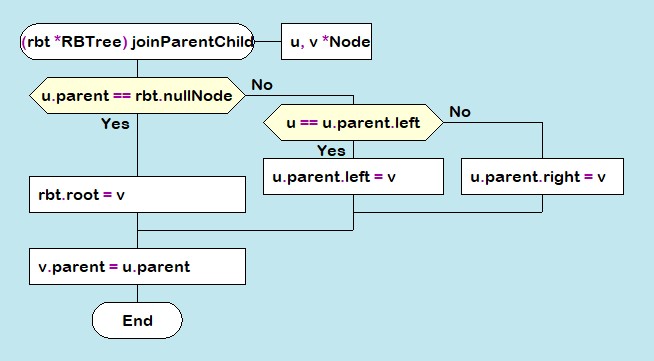 (rbt *RBTree) joinParentChild
u, v *Node
u.parent == rbt.nullNode
No
Yes
u == u.parent.left
No
Yes
rbt.root = v
u.parent.left = v
u.parent.right = v
v.parent = u.parent
End